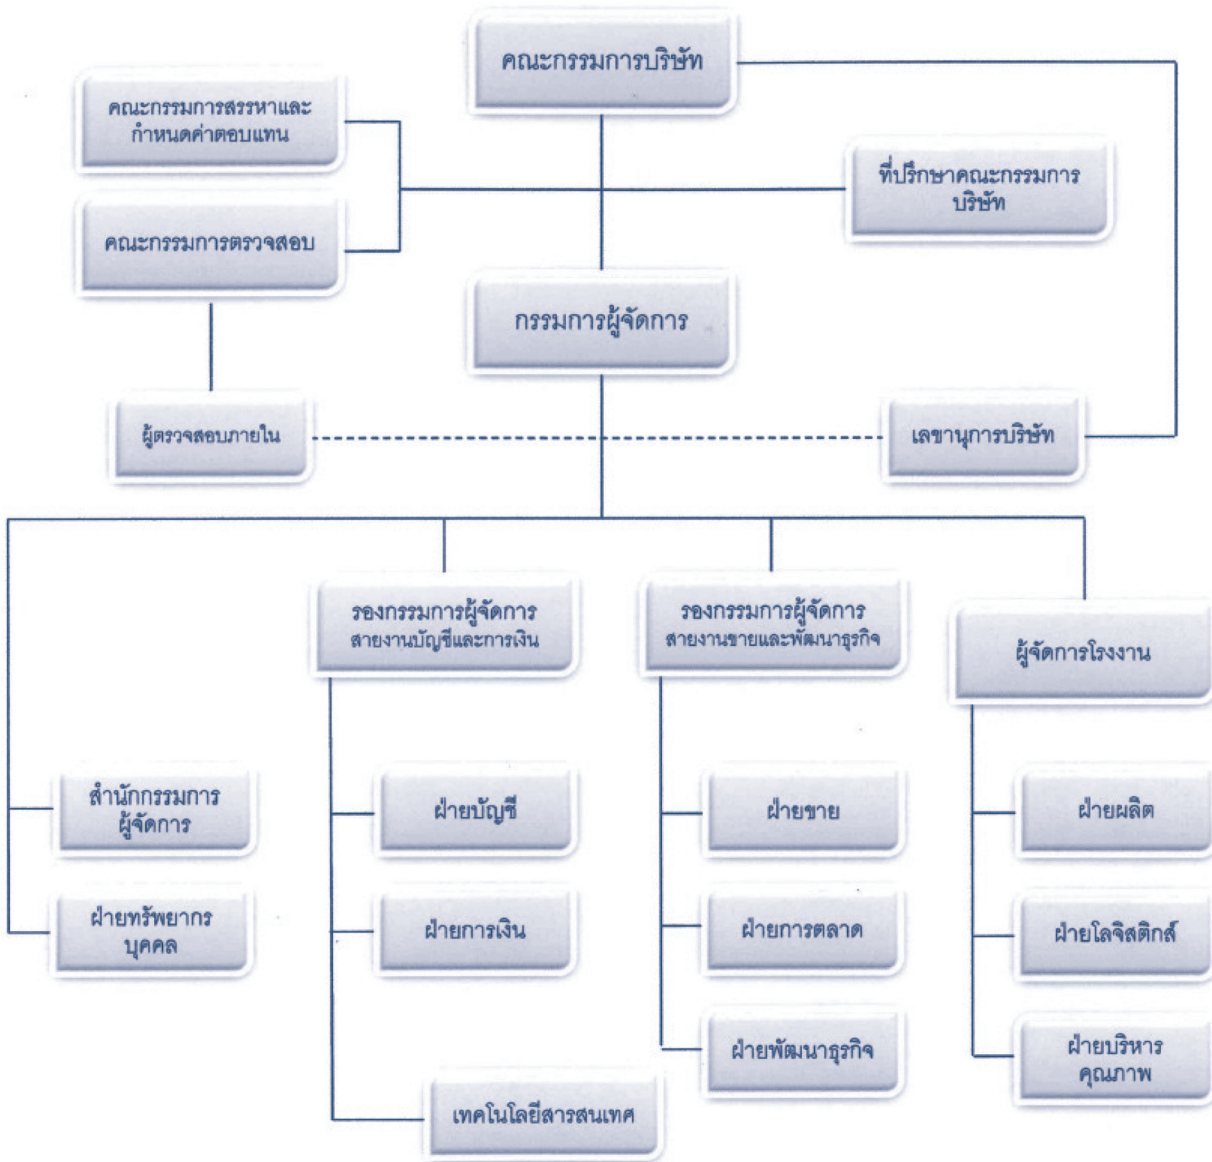 คณะกรรมการบริษัท
คณะกรรมการสรรหาและ
กำหนดค่าตอบแทน
ที่ปรึกษาคณะกรรมการ
บริษัท
คณะกรรมการตรวจสอบ
กรรมการผู้จัดการ
ผู้ตรวจสอบภายใน
เลขานุการบริษัท
รองกรรมการผู้จัดการ
สายงานบัญชีและการเงิน
รองกรรมการผู้จัดการ
สายงานขายและพัฒนาธุรกิจ
ผู้จัดการโรงงาน
สำนักกรรมการ
ผู้จัดการ
ฝ่ายบัญชี
ฝ่ายขาย
ฝ่ายผลิต
ฝ่ายทรัพยากร
บุคคล
ฝ่ายการเงิน
ฝ่ายการตลาด
ฝ่ายโลจิสติกส์
ฝ่ายพัฒนาธุรกิจ
ฝ่ายบริหาร
คุณภาพ
เทคโนโลยีสารสนเทศ